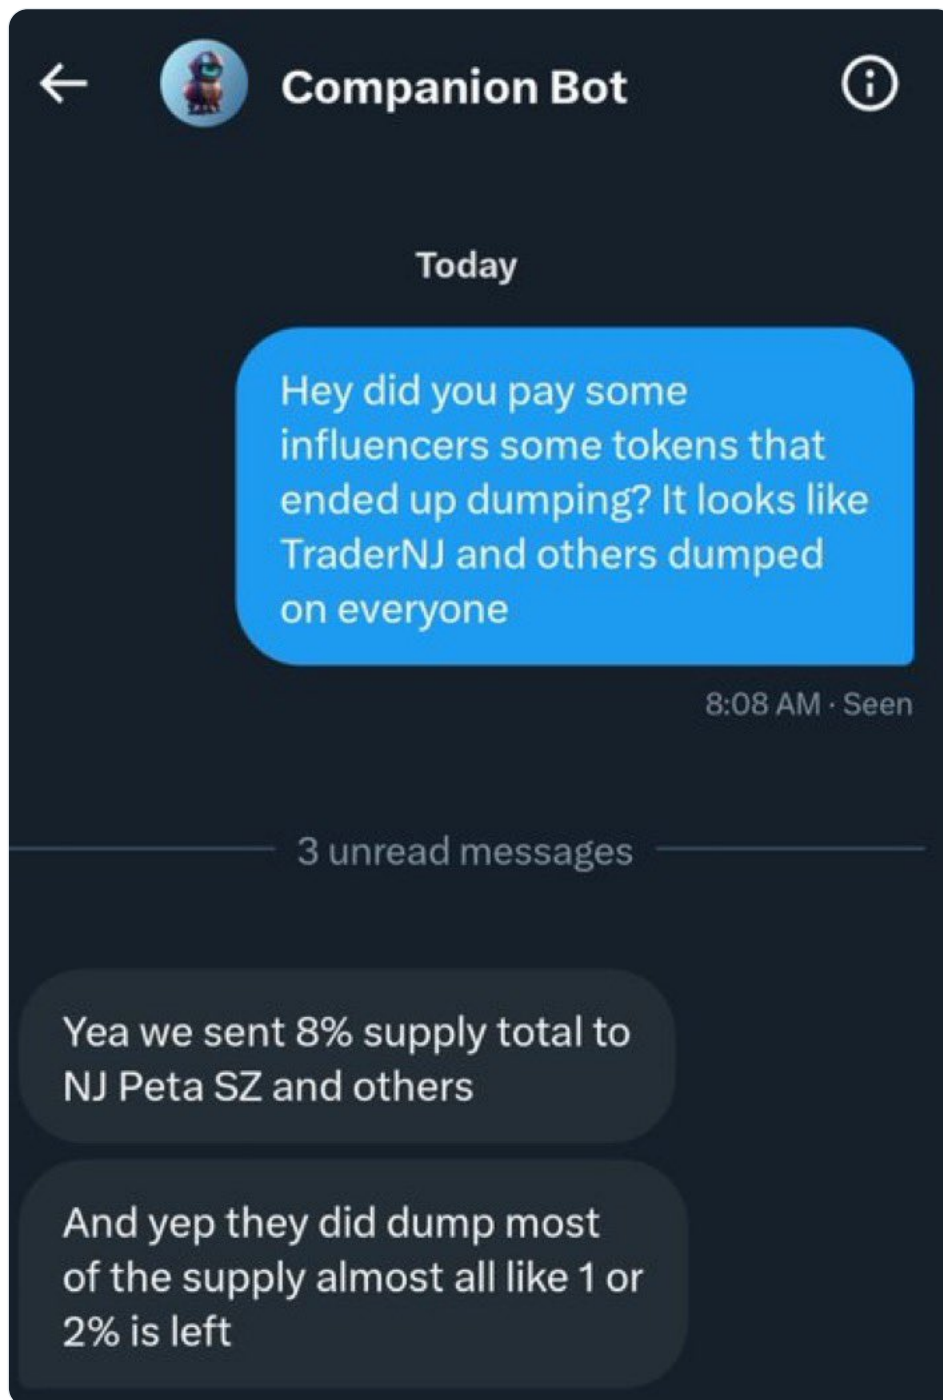 Companion Bot
Today
Hey did you pay some
influencers some tokens that
ended up dumping? It looks like
TraderNJ and others dumped
on everyone
8:08 AM · Seen
3 unread messages
Yea we sent 8% supply total to
NJ Peta SZ and others
And yep they did dump most
of the supply almost all like 1 or
2% is left